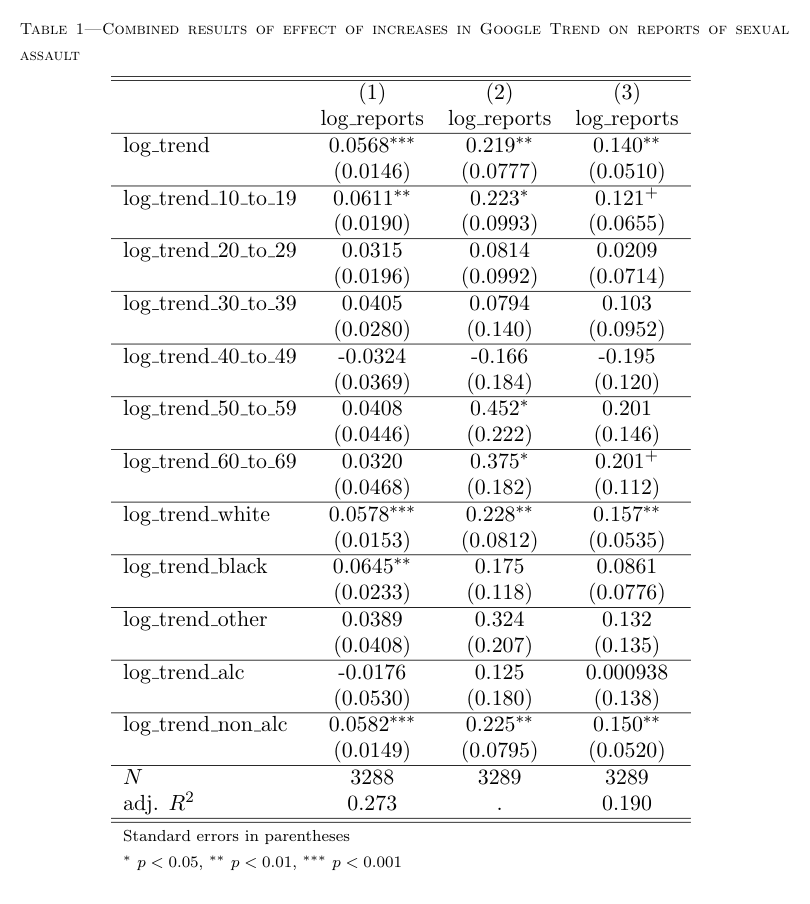 Table 1—Combined results of effect of increases in Google Trend on reports of sexual
assault
(1) (2) (3)
log_reports log_reports log_reports
log_trend 0.0568*** 0.219** 0.140**
(0.0146) (0.0777) (0.0510)
log_trend_10_to_19 0.0611** 0.223* 0.121+
(0.0190) (0.0993) (0.0655)
log_trend_20_to_29 0.0315 0.0814 0.0209
(0.0196) (0.0992) (0.0714)
log_trend_30_to_39 0.0405 0.0794 0.103
(0.0280) (0.140) (0.0952)
log_trend_40_to_49 -0.0324 -0.166 -0.195
(0.0369) (0.184) (0.120)
log_trend_50_to_59 0.0408 0.452* 0.201
(0.0446) (0.222) (0.146)
log_trend_60_to_69 0.0320 0.375* 0.201+
(0.0468) (0.182) (0.112)
log_trend_white 0.0578*** 0.228** 0.157**
(0.0153) (0.0812) (0.0535)
log_trend_black 0.0645** 0.175 0.0861
(0.0233) (0.118) (0.0776)
log_trend_other 0.0389 0.324 0.132
(0.0408) (0.207) (0.135)
log_trend_alc -0.0176 0.125 0.000938
(0.0530) (0.180) (0.138)
log_trend_non_alc 0.0582*** 0.225** 0.150**
(0.0149) (0.0795) (0.0520)
N 3288 3289 3289
adj. R² 0.273 . 0.190
Standard errors in parentheses
* p < 0.05, ** p < 0.01, *** p < 0.001